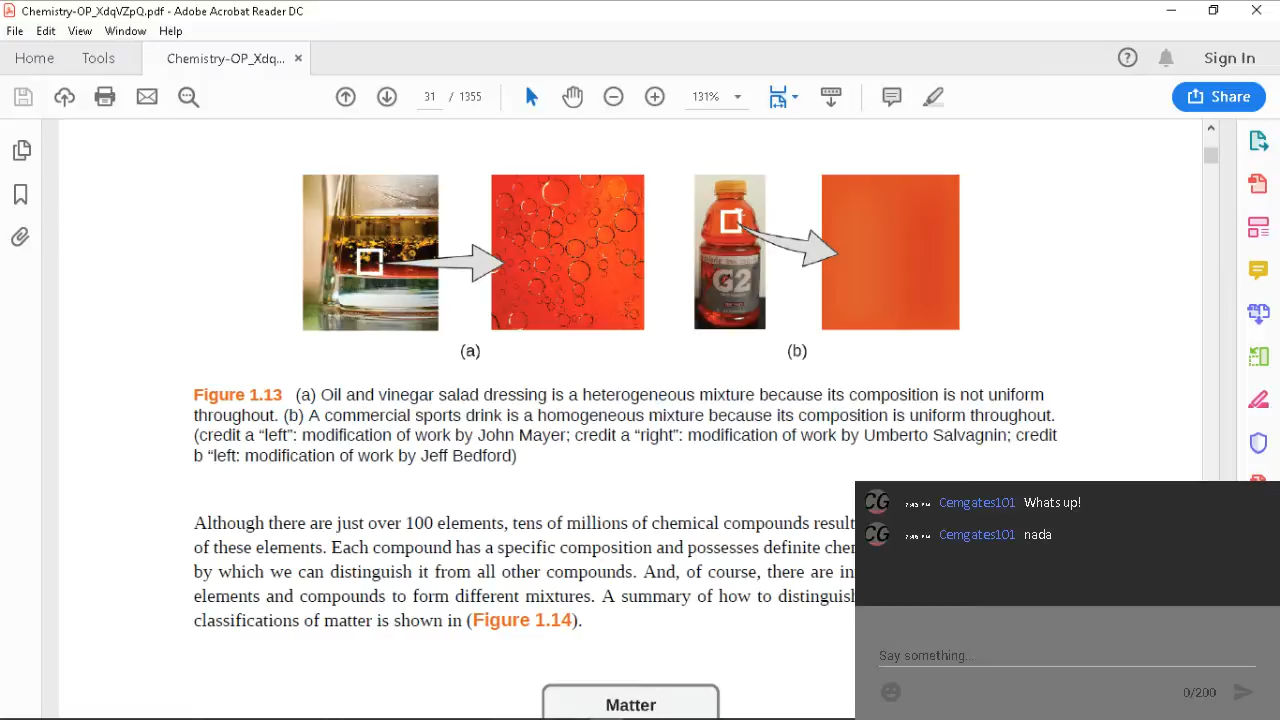 Chemistry-OP_XdqVZpQ.pdf - Adobe Acrobat Reader DC
File Edit View Window Help
Home Tools Chemistry-OP_Xdq... ×
Sign In
31 / 1355 131% Share
G2
(a) (b)
Figure 1.13 (a) Oil and vinegar salad dressing is a heterogeneous mixture because its composition is not uniform
throughout. (b) A commercial sports drink is a homogeneous mixture because its composition is uniform throughout.
(credit a “left”: modification of work by John Mayer; credit a “right”: modification of work by Umberto Salvagnin; credit
b “left: modification of work by Jeff Bedford)
Although there are just over 100 elements, tens of millions of chemical compounds result
of these elements. Each compound has a specific composition and possesses definite
by which we can distinguish it from all other compounds. And, of course, there are
elements and compounds to form different mixtures. A summary of how to distinguish
classifications of matter is shown in (Figure 1.14).
Matter
CG Cemgates101 Whats up!
CG Cemgates101 nada
Say something...
0/200